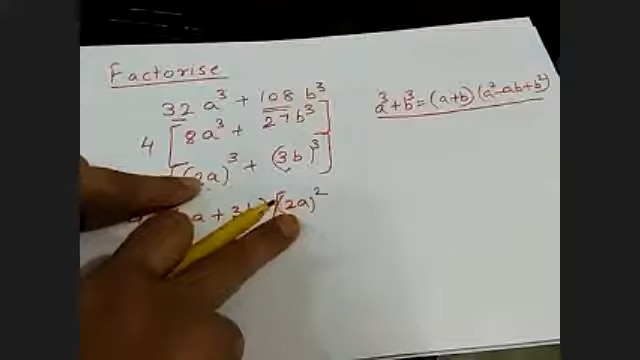 Factorise
32 a³ + 108 b³
a³+b³ = (a+b)(a²-ab+b²)
4 [ 8a³ + 27b³ ]
[ (2a)³ + (3b)³ ]
a + 3b) [(2a)²